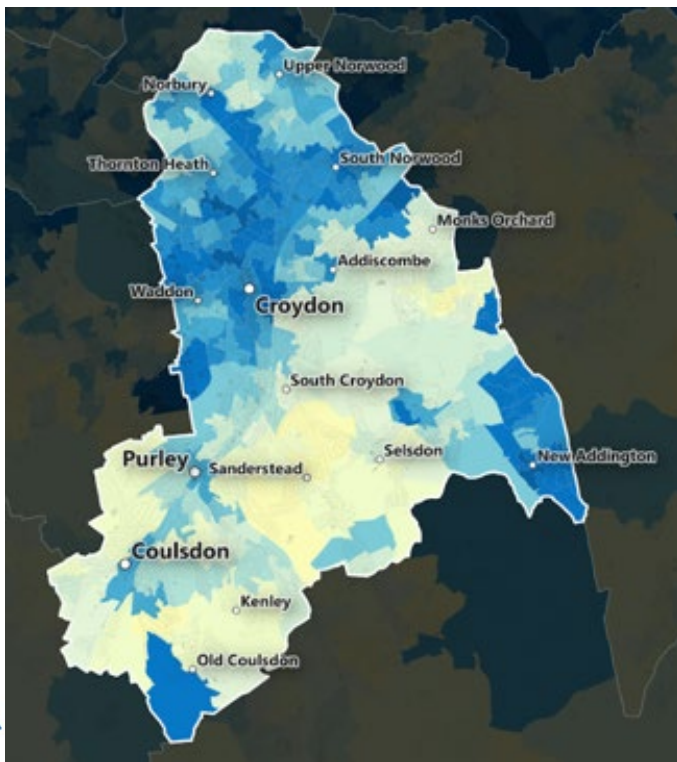 Upper Norwood
Norbury
Thornton Heath
South Norwood
Monks Orchard
Addiscombe
Waddon
Croydon
South Croydon
Purley
Sanderstead
Selsdon
New Addington
Coulsdon
Kenley
Old Coulsdon